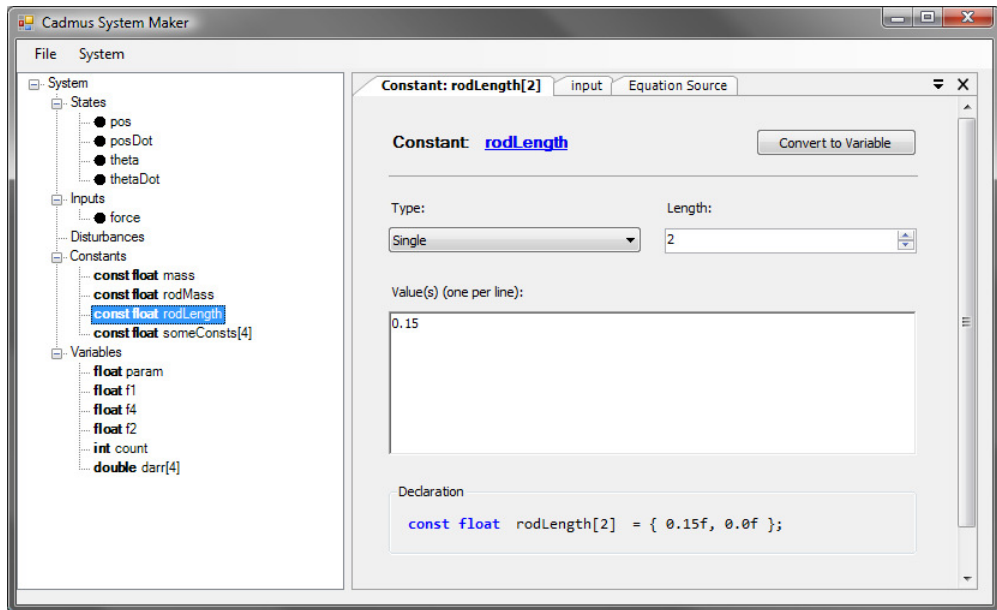 Cadmus System Maker
File System
System
States
pos
posDot
theta
thetaDot
Inputs
force
Disturbances
Constants
const float mass
const float rodMass
const float rodLength
const float someConsts[4]
Variables
float param
float f1
float f4
float f2
int count
double darr[4]
Constant: rodLength[2] input Equation Source X
Constant: rodLength Convert to Variable
Type: Length:
Single 2
Value(s) (one per line):
0.15
Declaration
const float rodLength[2] = { 0.15f, 0.0f };